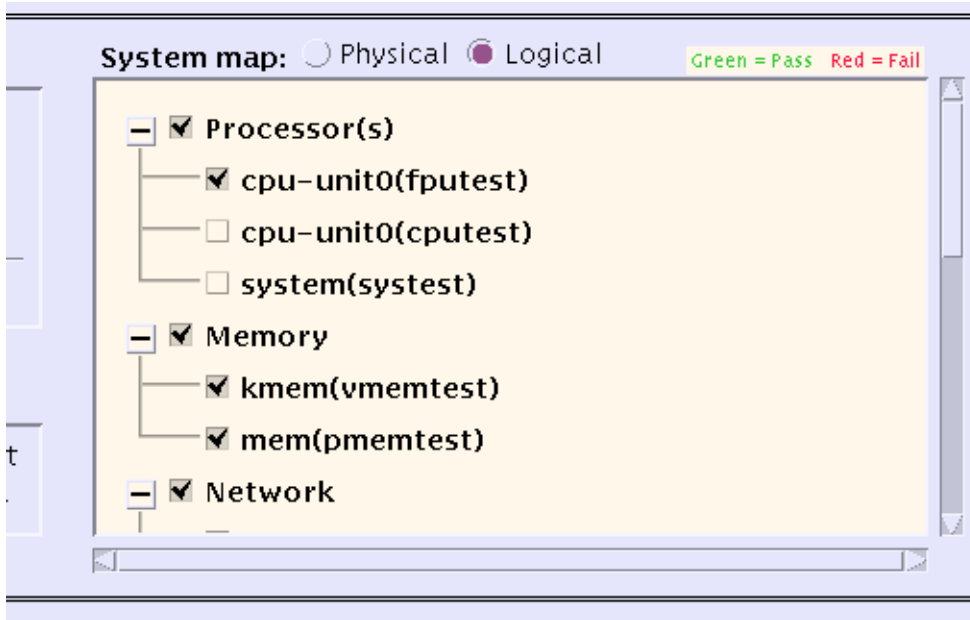 System map: Physical Logical
Green = Pass Red = Fail
Processor(s)
cpu-unit0(fputest)
cpu-unit0(cputest)
system(systest)
Memory
kmem(vmemtest)
mem(pmemtest)
t
Network